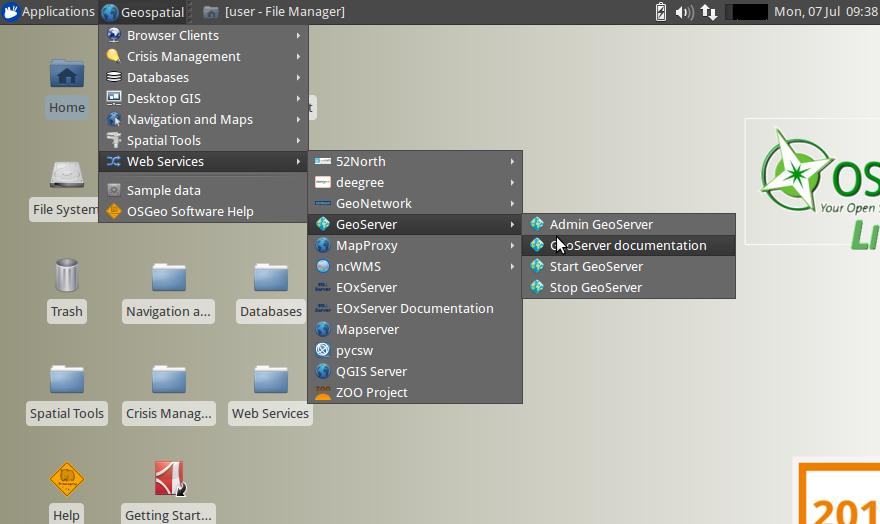 Applications Geospatial [user - File Manager] Mon, 07 Jul 09:38
Browser Clients
Crisis Management
Databases
Desktop GIS
Navigation and Maps
Spatial Tools
Web Services
Sample data
OSGeo Software Help
52North
deegree
GeoNetwork
GeoServer
MapProxy
ncWMS
EOxServer
EOxServer Documentation
Mapserver
pycsw
QGIS Server
ZOO Project
Admin GeoServer
GeoServer documentation
Start GeoServer
Stop GeoServer
Home
File System
Trash
Navigation a...
Databases
Spatial Tools
Crisis Manag...
Web Services
Help
Getting Start...
OS
Your Open S
Li
201